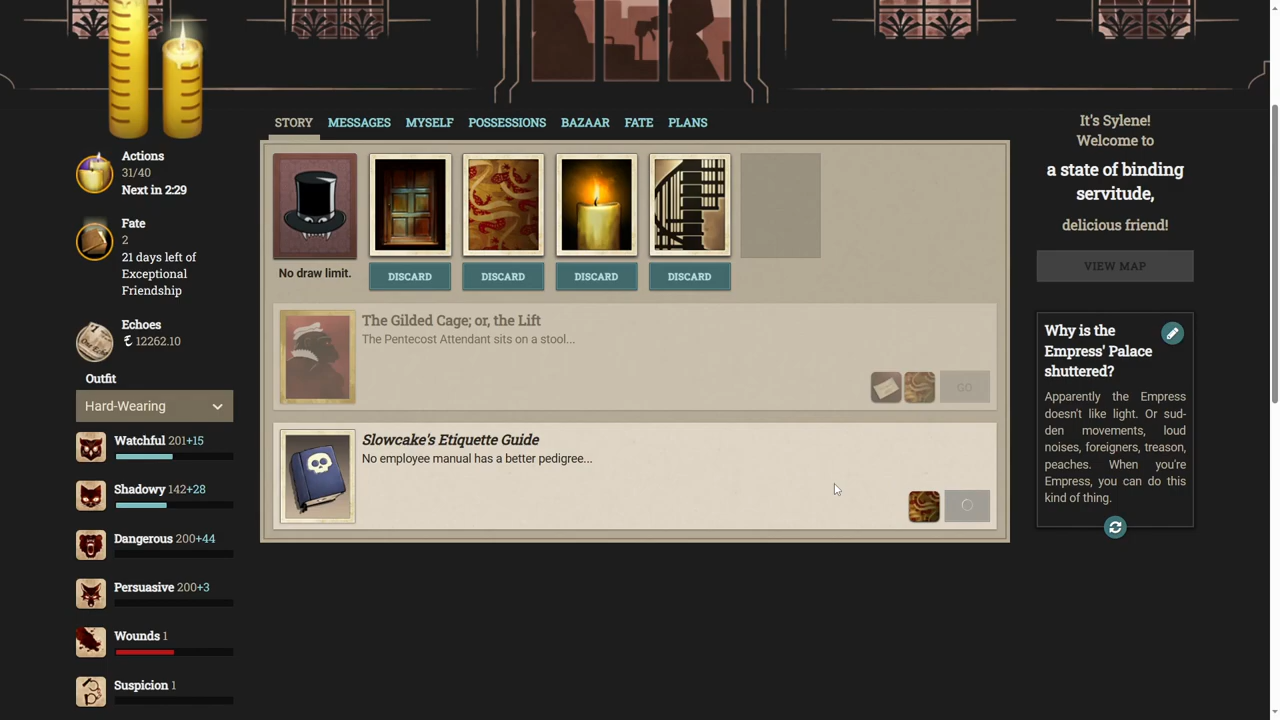 STORY MESSAGES MYSELF POSSESSIONS BAZAAR FATE PLANS
Actions
31/40
Next in 2:29
Fate
2
21 days left of
Exceptional
Friendship
Echoes
12262.10
Outfit
Hard-Wearing
Watchful 201+15
Shadowy 142+28
Dangerous 200+44
Persuasive 200+3
Wounds 1
Suspicion 1
No draw limit.
DISCARD
DISCARD
DISCARD
DISCARD
The Gilded Cage; or, the Lift
The Pentecost Attendant sits on a stool...
GO
Slowcake's Etiquette Guide
No employee manual has a better pedigree...
It's Sylene!
Welcome to
a state of binding
servitude,
delicious friend!
VIEW MAP
Why is the
Empress' Palace
shuttered?
Apparently the Empress
doesn't like light. Or sud-
den movements, loud
noises, foreigners, treason,
peaches. When you're
Empress, you can do this
kind of thing.